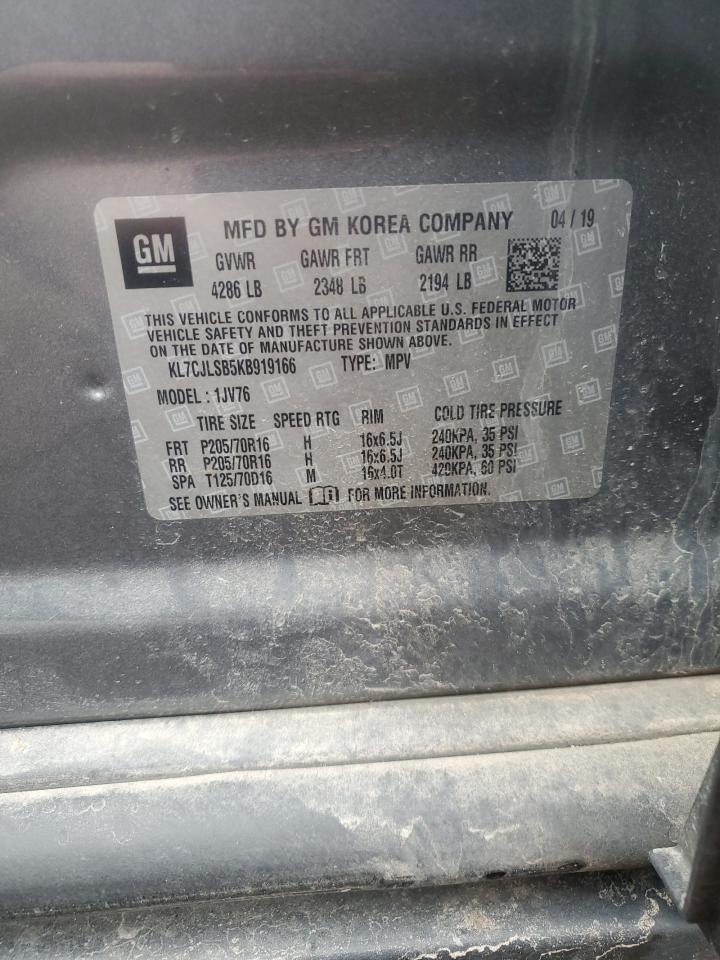 GM
MFD BY GM KOREA COMPANY 04 / 19
GVWR GAWR FRT GAWR RR
4286 LB 2348 LB 2194 LB
THIS VEHICLE CONFORMS TO ALL APPLICABLE U.S. FEDERAL MOTOR
VEHICLE SAFETY AND THEFT PREVENTION STANDARDS IN EFFECT
ON THE DATE OF MANUFACTURE SHOWN ABOVE.
KL7CJLSB5KB919166 TYPE: MPV
MODEL : 1JV76
TIRE SIZE SPEED RTG RIM COLD TIRE PRESSURE
FRT P205/70R16 H 16x6.5J 240KPA, 35 PSI
RR P205/70R16 H 16x6.5J 240KPA, 35 PSI
SPA T125/70D16 M 16x4.0T 420KPA, 60 PSI
SEE OWNER'S MANUAL FOR MORE INFORMATION.